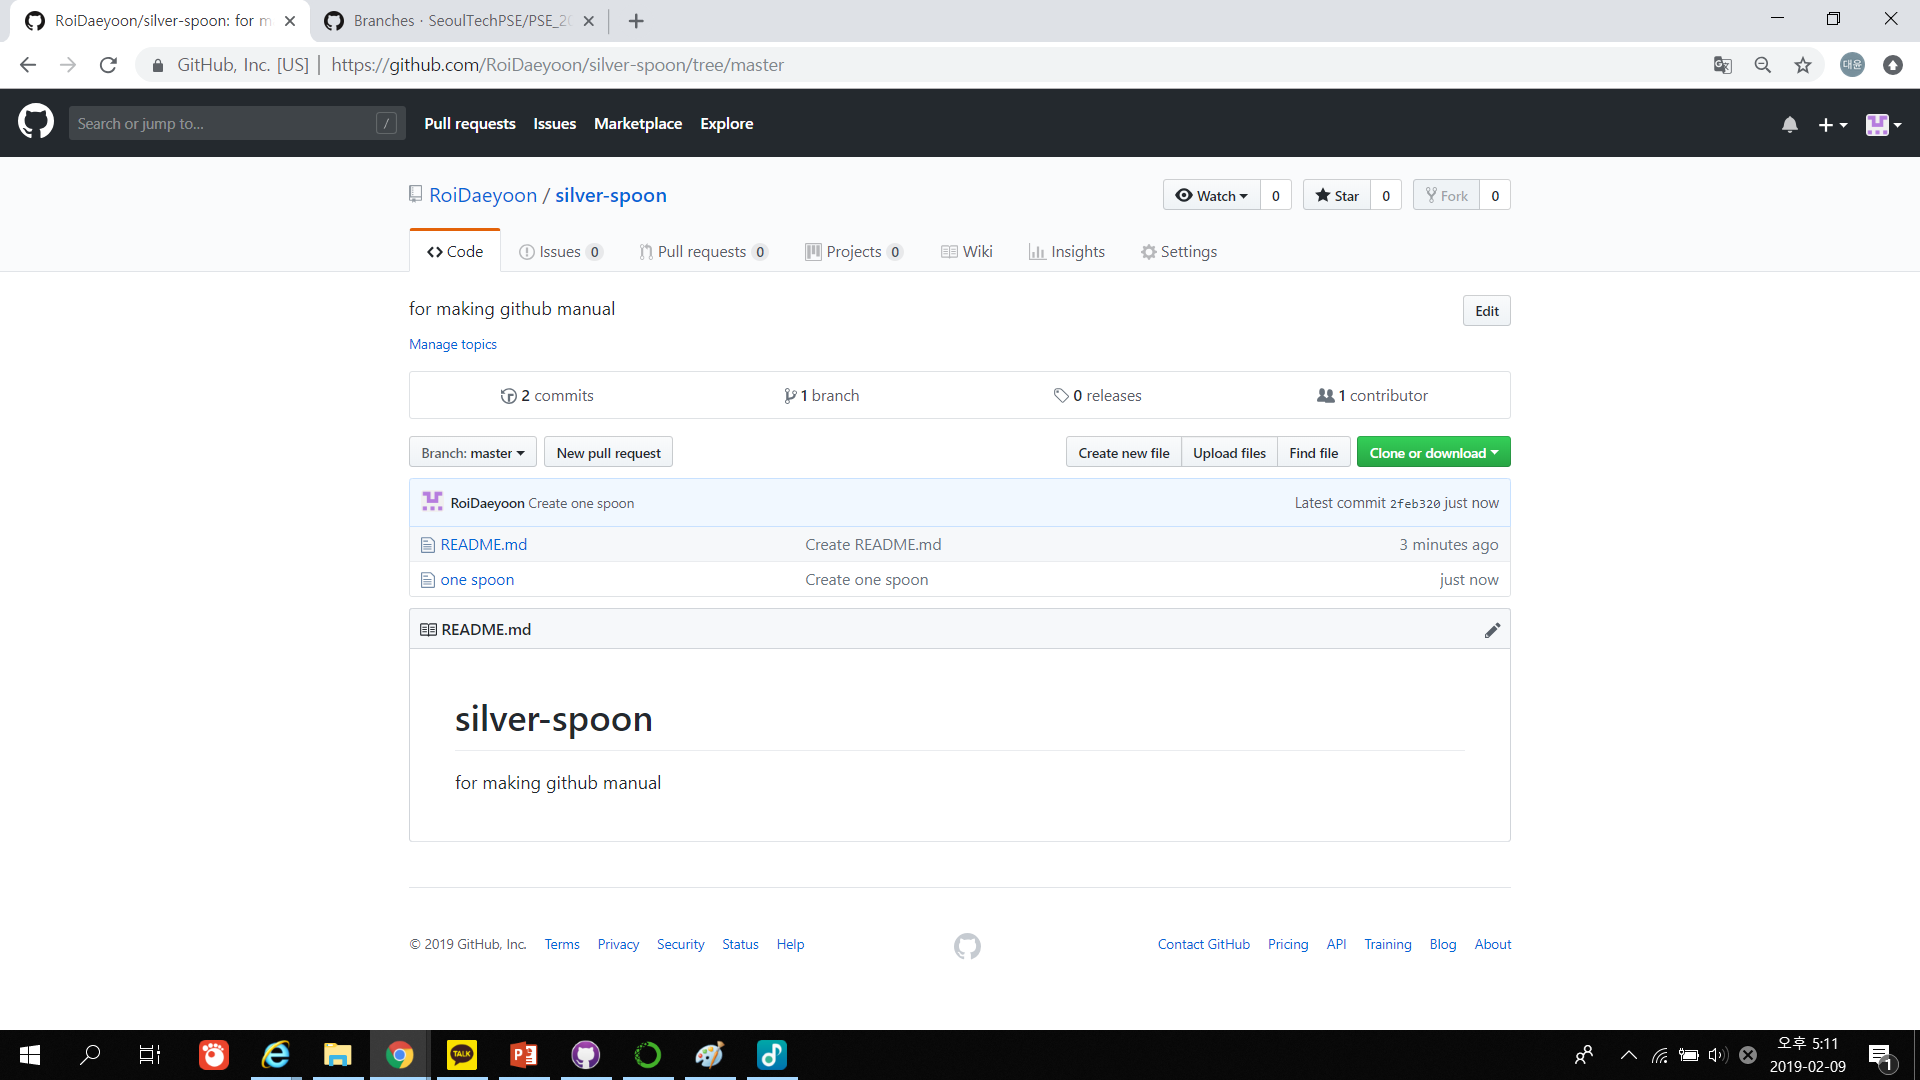 RoiDaeyoon/silver-spoon: for m
Branches · SeoulTechPSE/PSE_20
GitHub, Inc. [US] | https://github.com/RoiDaeyoon/silver-spoon/tree/master
대윤
Search or jump to... /
Pull requests Issues Marketplace Explore
RoiDaeyoon / silver-spoon
Watch 0 Star 0 Fork 0
Code Issues 0 Pull requests 0 Projects 0 Wiki Insights Settings
for making github manual
Edit
Manage topics
2 commits 1 branch 0 releases 1 contributor
Branch: master New pull request Create new file Upload files Find file Clone or download
RoiDaeyoon Create one spoon Latest commit 2feb320 just now
README.md Create README.md 3 minutes ago
one spoon Create one spoon just now
README.md
silver-spoon
for making github manual
© 2019 GitHub, Inc. Terms Privacy Security Status Help Contact GitHub Pricing API Training Blog About
TALK
오후 5:11
2019-02-09
1